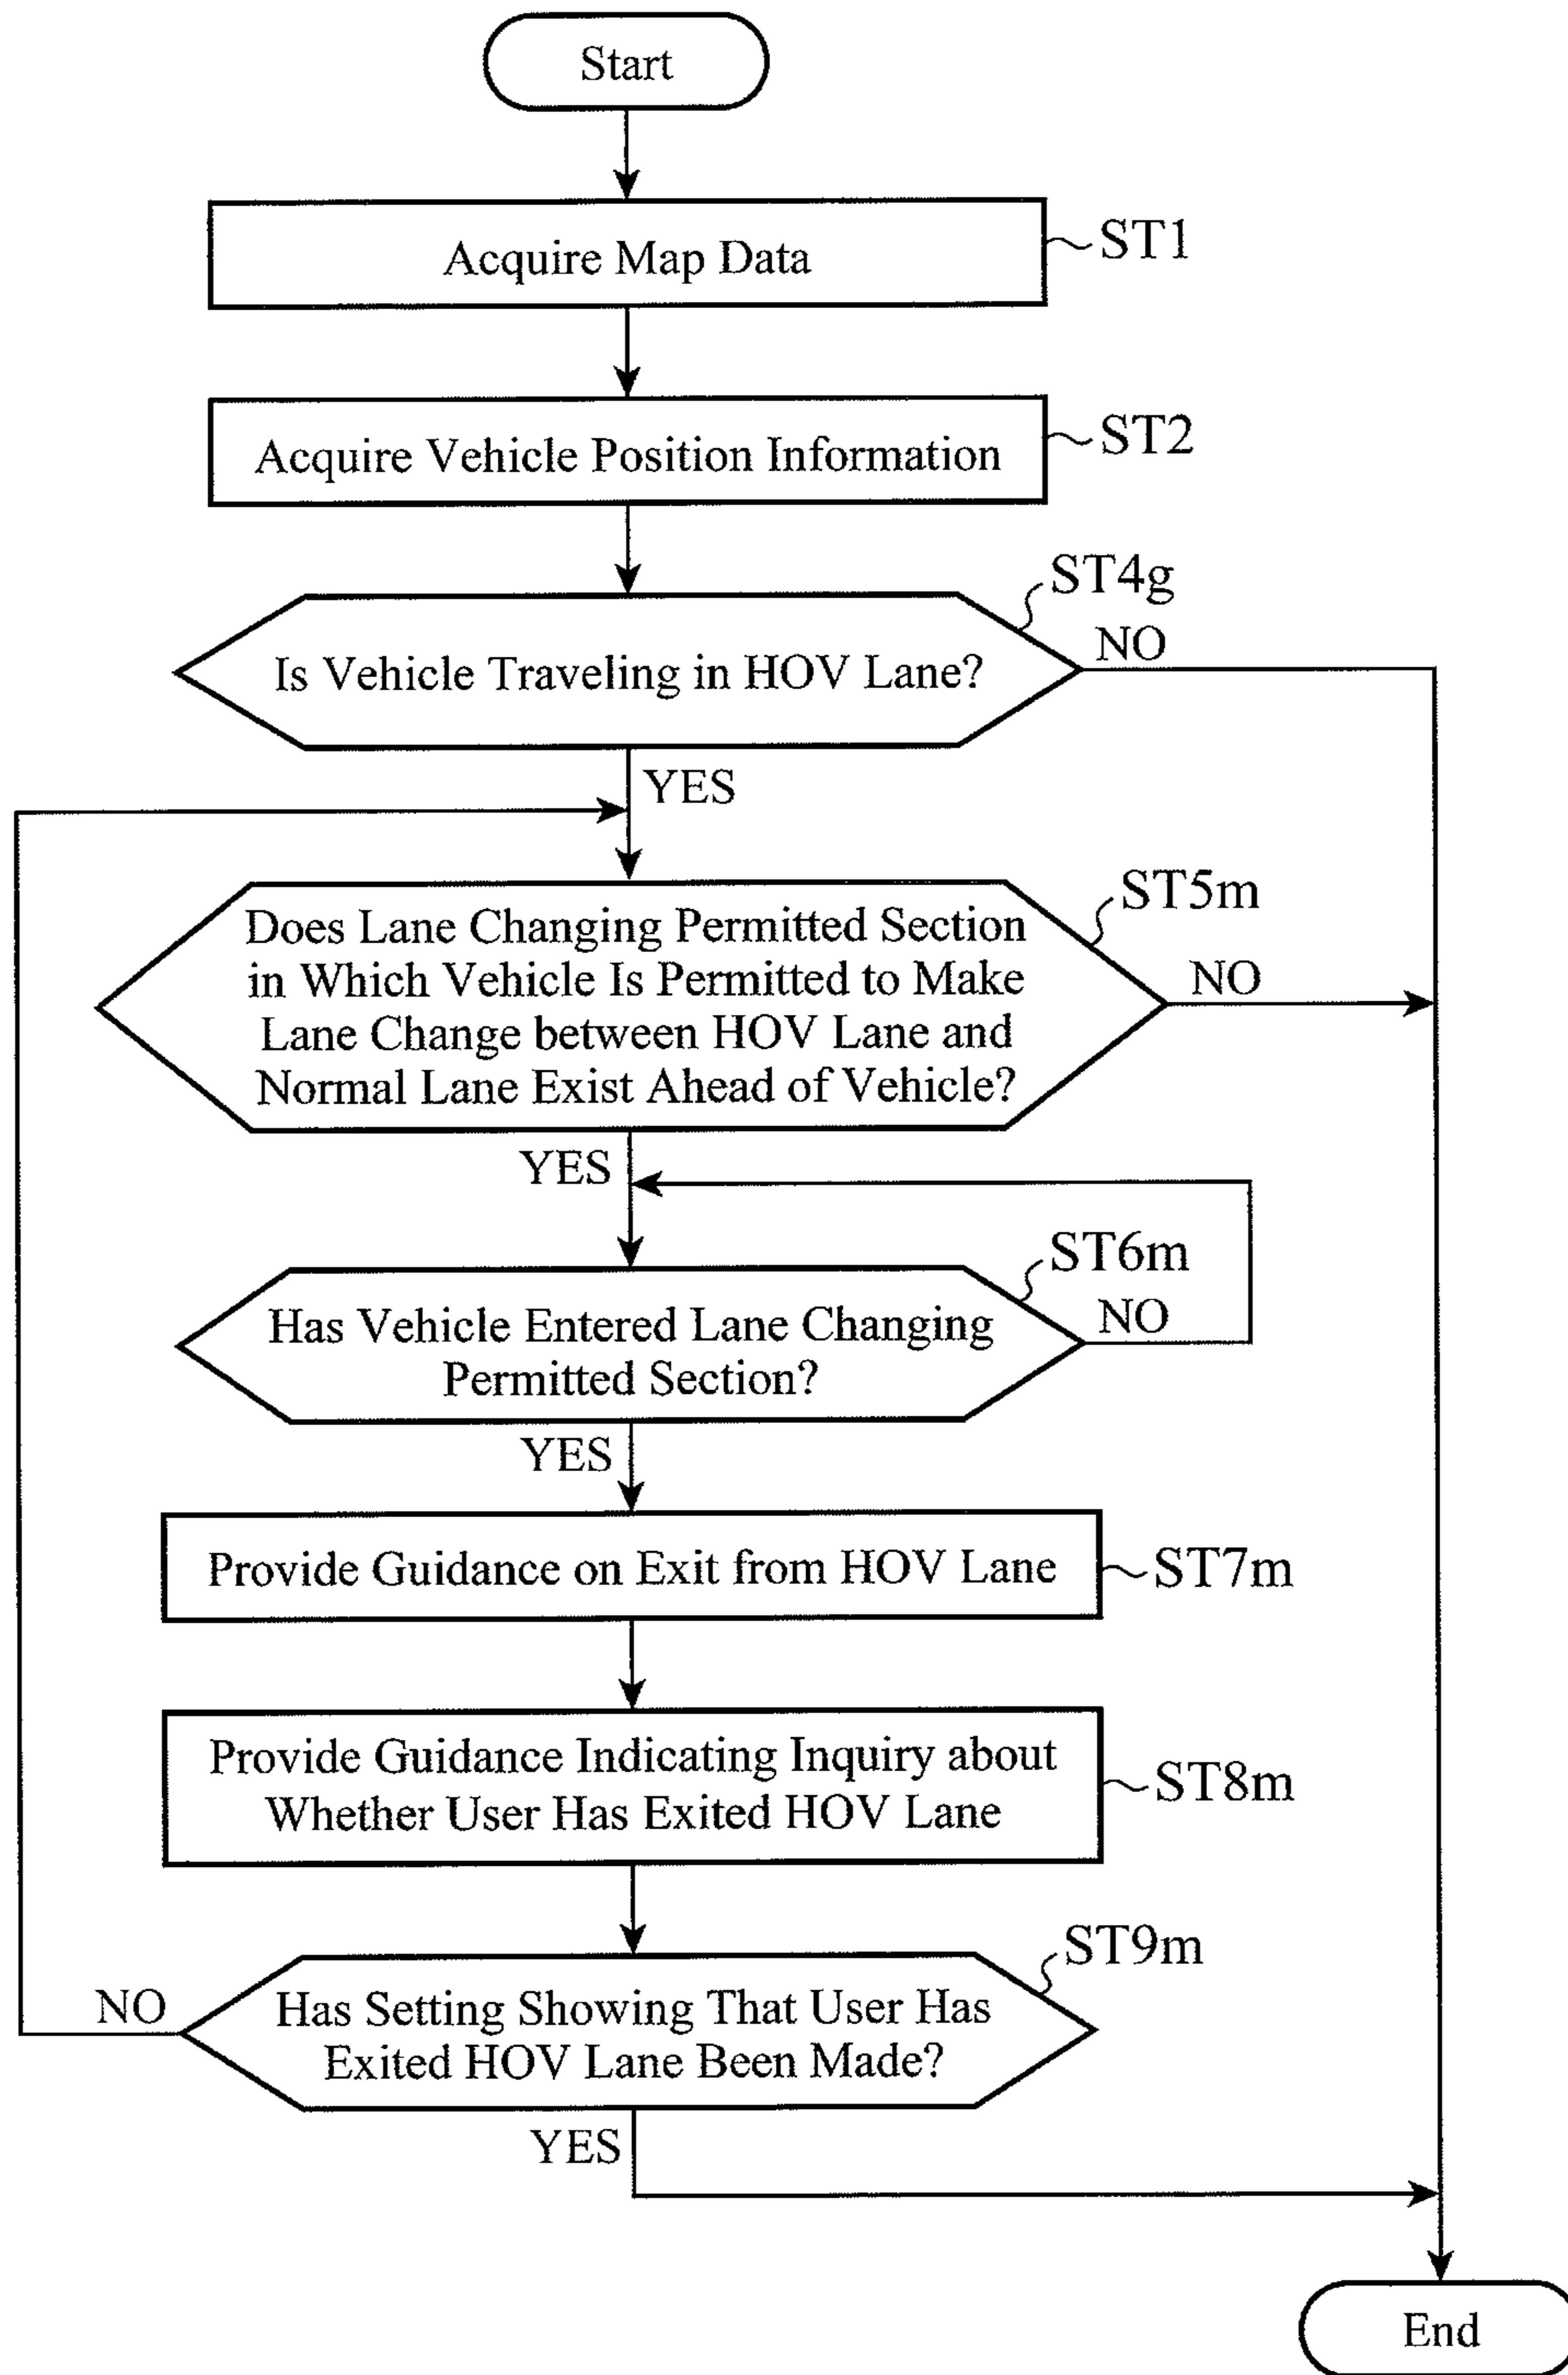 Start
Acquire Map Data
ST1
Acquire Vehicle Position Information
ST2
ST4g
Is Vehicle Traveling in HOV Lane?
NO
YES
ST5m
Does Lane Changing Permitted Section
in Which Vehicle Is Permitted to Make
Lane Change between HOV Lane and
Normal Lane Exist Ahead of Vehicle?
NO
YES
ST6m
Has Vehicle Entered Lane Changing
Permitted Section?
NO
YES
Provide Guidance on Exit from HOV Lane
ST7m
Provide Guidance Indicating Inquiry about
Whether User Has Exited HOV Lane
ST8m
ST9m
NO
Has Setting Showing That User Has
Exited HOV Lane Been Made?
YES
End